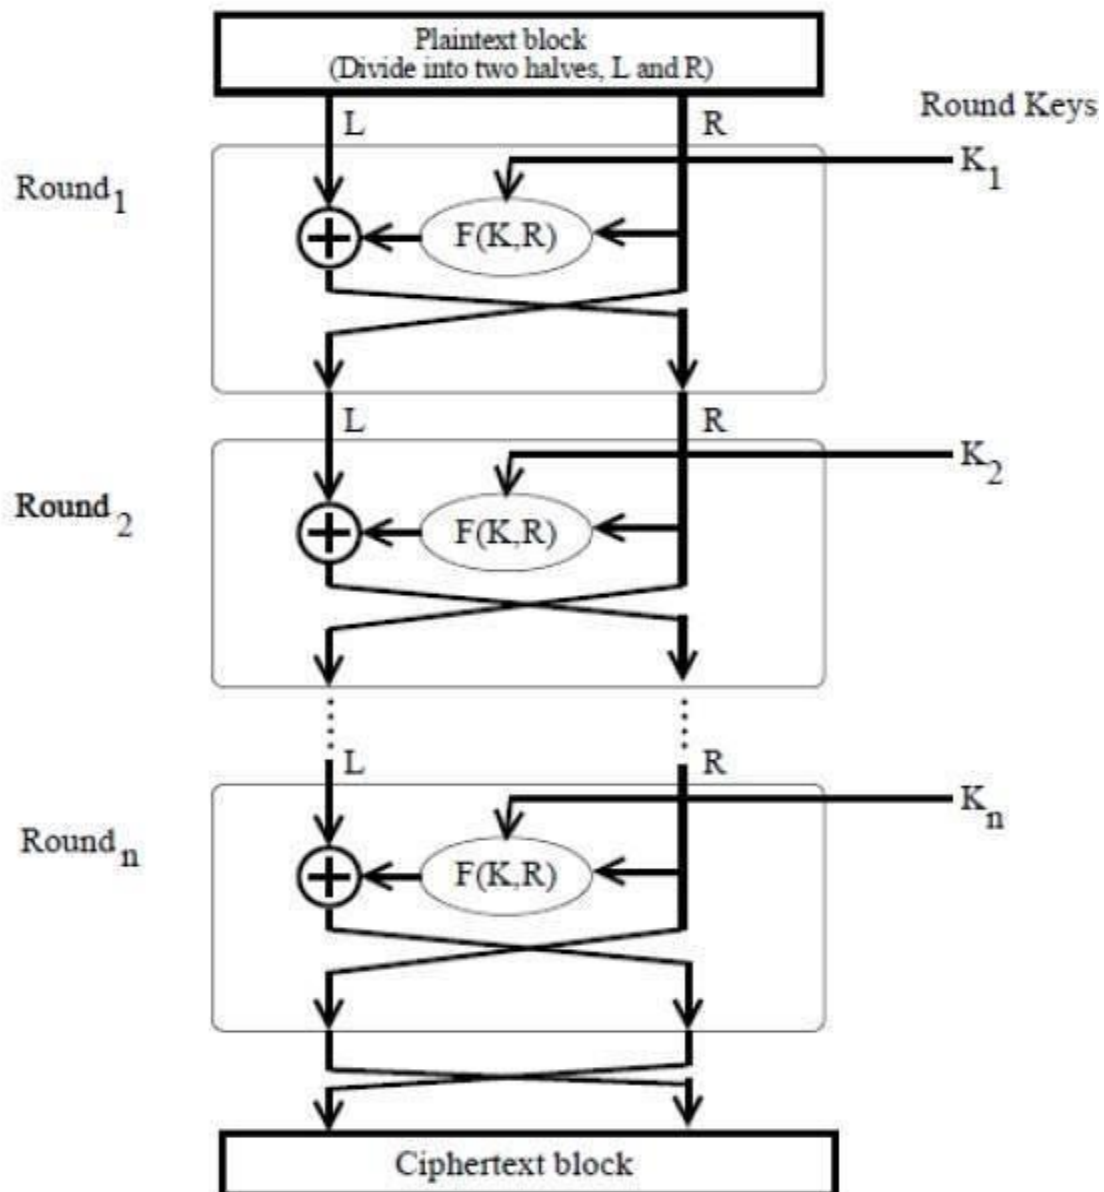 Plaintext block
(Divide into two halves, L and R)
Round Keys
L
R
K1
Round1
F(K,R)
L
R
K2
Round2
F(K,R)
L
R
Kn
Roundn
F(K,R)
Ciphertext block